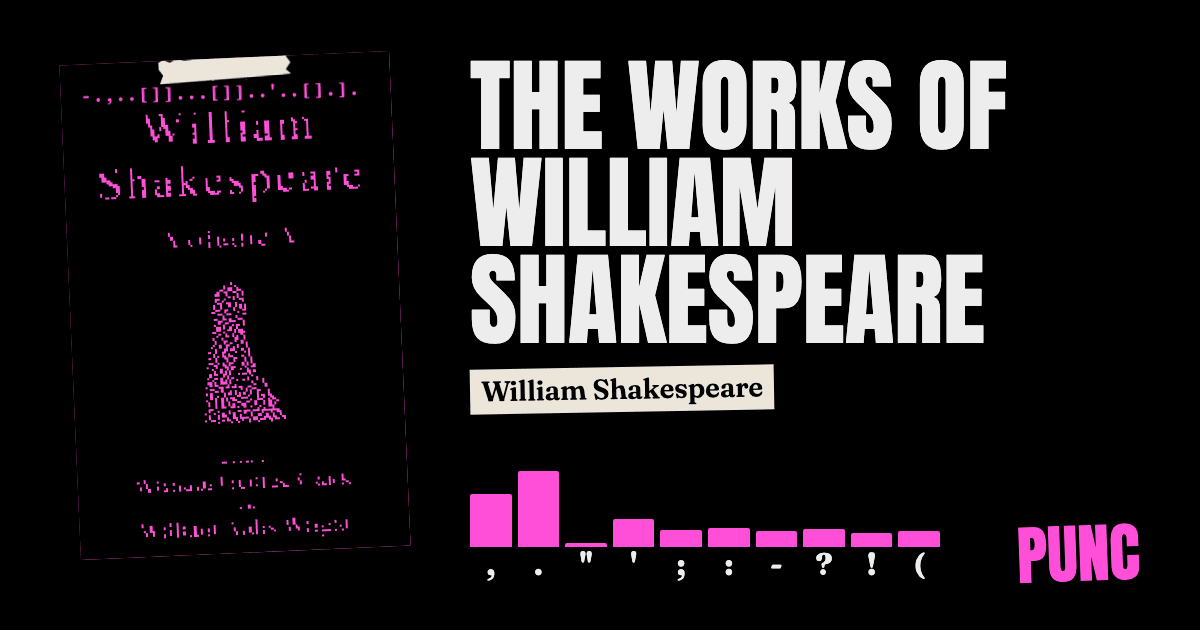 -.,..[]]...[]]..'..[].].
William
Shakespeare
THE WORKS OF
WILLIAM
SHAKESPEARE
William Shakespeare
, . " ' ; : - ? ! (
PUNC